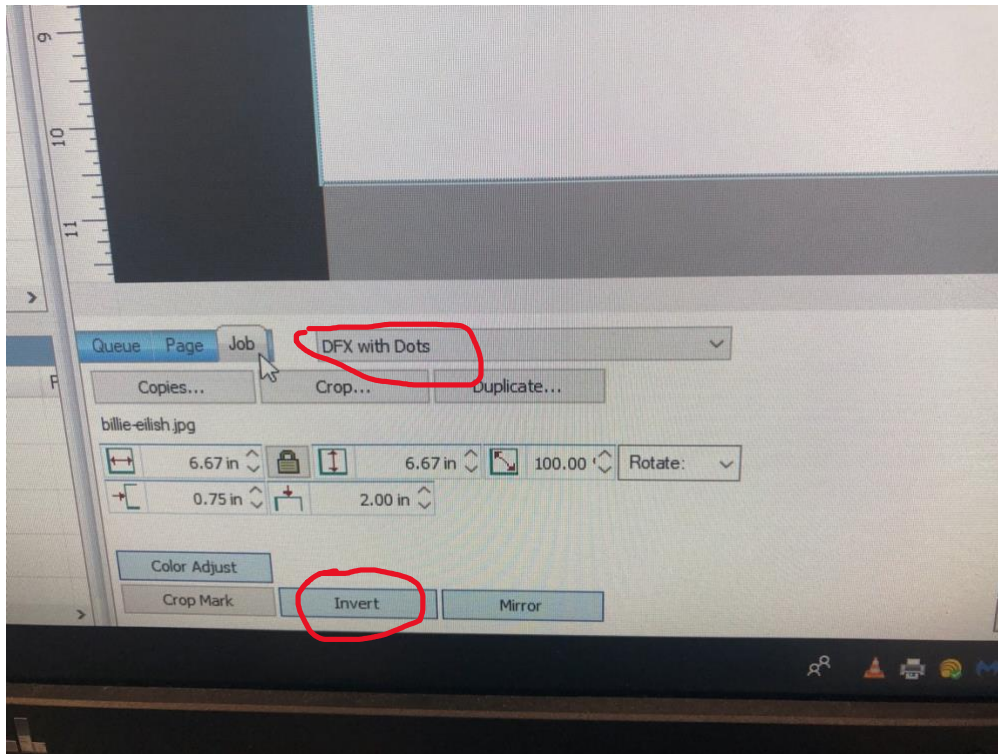 9
10
11
Queue Page Job DFX with Dots
Copies... Crop... Duplicate...
billie-eilish.jpg
6.67 in 6.67 in 100.00 Rotate:
0.75 in 2.00 in
Color Adjust
Crop Mark Invert Mirror